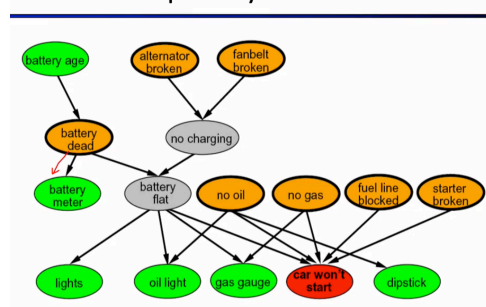 battery age
alternator
broken
fanbelt
broken
battery
dead
no charging
battery
meter
battery
flat
no oil
no gas
fuel line
blocked
starter
broken
lights
oil light
gas gauge
car won't
start
dipstick